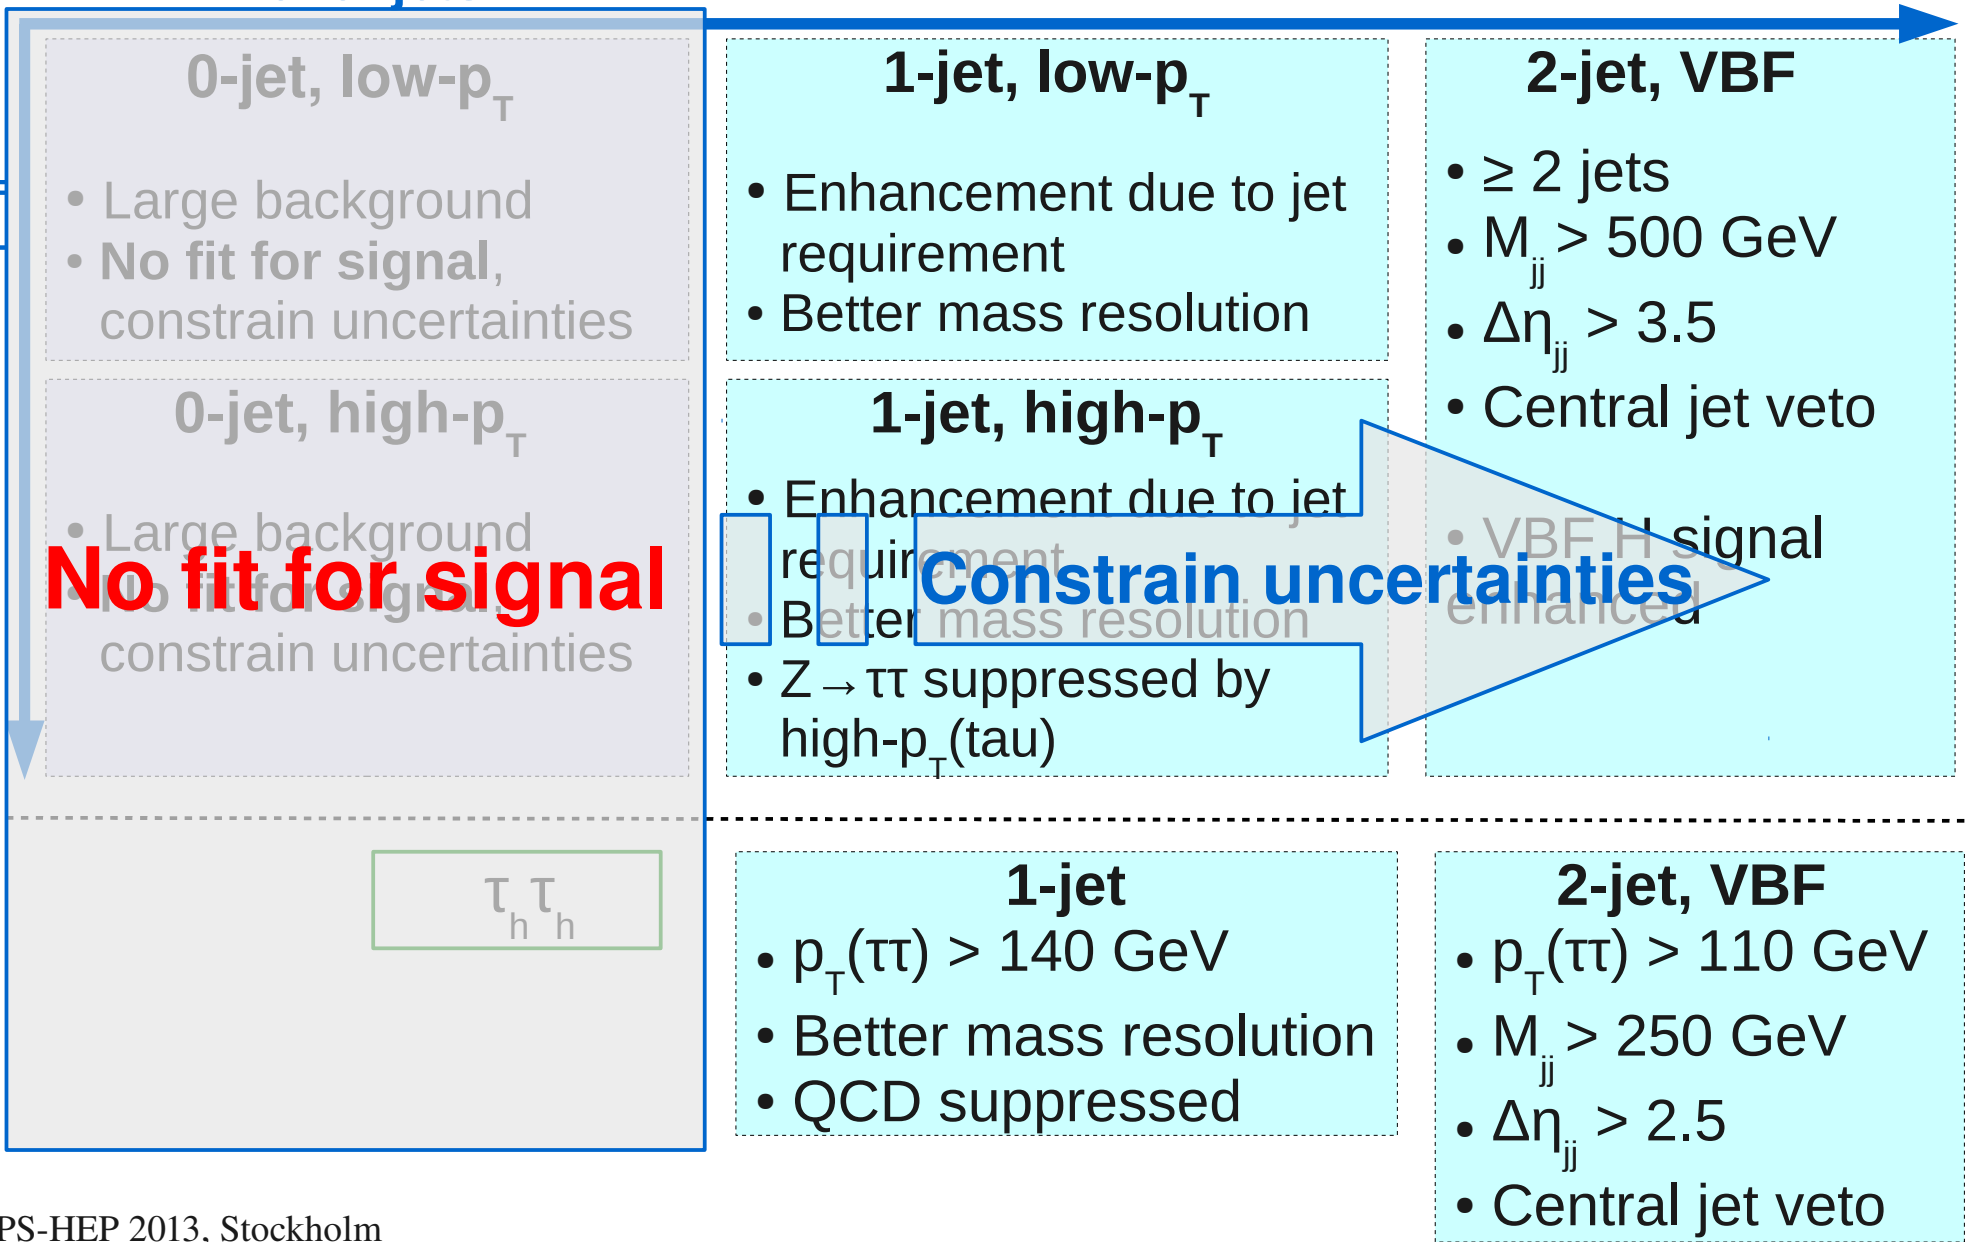 0-jet, low-pT
• Large background
• No fit for signal,
constrain uncertainties
1-jet, low-pT
• Enhancement due to jet
requirement
• Better mass resolution
2-jet, VBF
• ≥ 2 jets
• Mjj > 500 GeV
• Δηjj > 3.5
• Central jet veto
• VBF H signal
enhanced
0-jet, high-pT
• Large background
• No fit for signal,
constrain uncertainties
No fit for signal
1-jet, high-pT
• Enhancement due to jet
requirement
• Better mass resolution
• Z→ττ suppressed by
high-pT(tau)
Constrain uncertainties
τhτh
1-jet
• pT(ττ) > 140 GeV
• Better mass resolution
• QCD suppressed
2-jet, VBF
• pT(ττ) > 110 GeV
• Mjj > 250 GeV
• Δηjj > 2.5
• Central jet veto
PS-HEP 2013, Stockholm